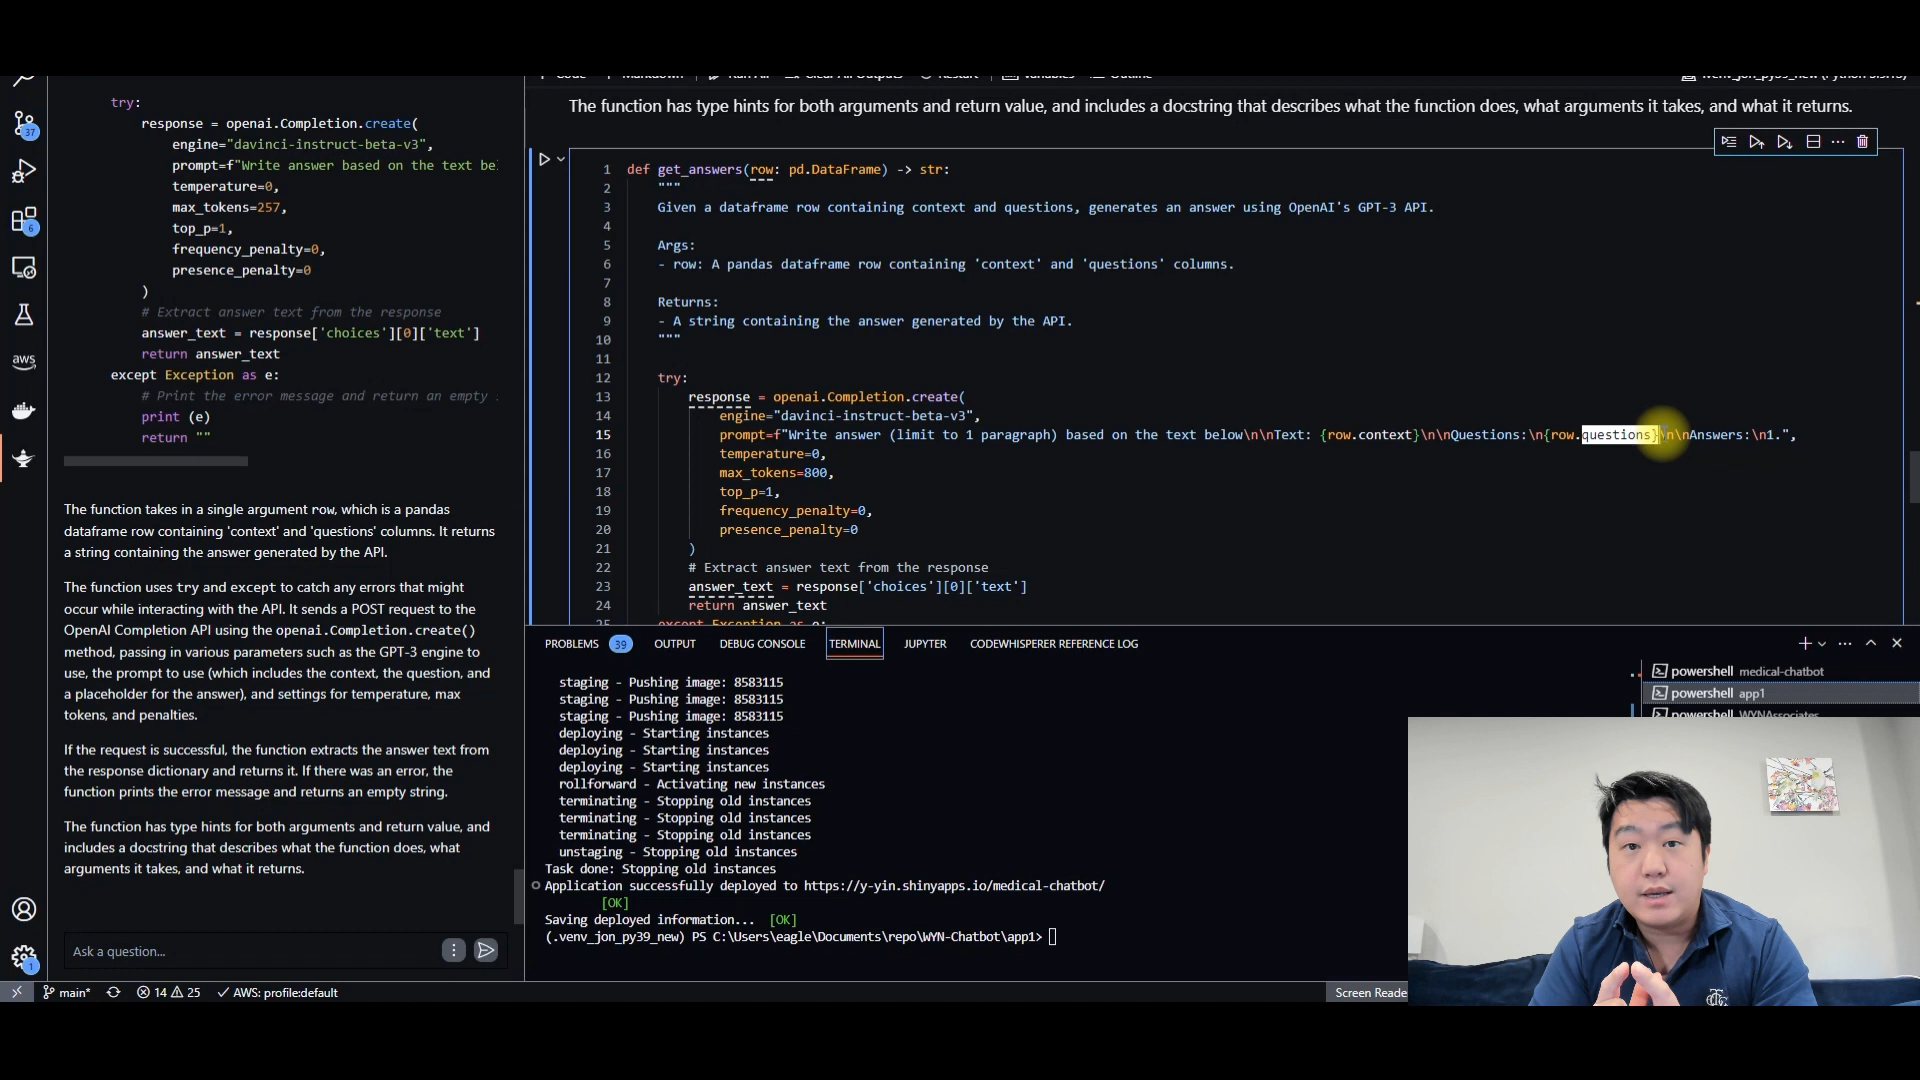 try:
response = openai.Completion.create(
engine="davinci-instruct-beta-v3",
prompt=f"Write answer based on the text be
temperature=0,
max_tokens=257,
top_p=1,
frequency_penalty=0,
presence_penalty=0
)
# Extract answer text from the response
answer_text = response['choices'][0]['text']
return answer_text
except Exception as e:
# Print the error message and return an empty
print (e)
return ""
The function takes in a single argument row, which is a pandas
dataframe row containing 'context' and 'questions' columns. It returns
a string containing the answer generated by the API.
The function uses try and except to catch any errors that might
occur while interacting with the API. It sends a POST request to the
OpenAI Completion API using the openai.Completion.create()
method, passing in various parameters such as the GPT-3 engine to
use, the prompt to use (which includes the context, the question, and
a placeholder for the answer), and settings for temperature, max
tokens, and penalties.
If the request is successful, the function extracts the answer text from
the response dictionary and returns it. If there was an error, the
function prints the error message and returns an empty string.
The function has type hints for both arguments and return value, and
includes a docstring that describes what the function does, what
arguments it takes, and what it returns.
Ask a question...
37
6
aws
1
The function has type hints for both arguments and return value, and includes a docstring that describes what the function does, what arguments it takes, and what it returns.
1 def get_answers(row: pd.DataFrame) -> str:
2 """
3 Given a dataframe row containing context and questions, generates an answer using OpenAI's GPT-3 API.
4
5 Args:
6 - row: A pandas dataframe row containing 'context' and 'questions' columns.
7
8 Returns:
9 - A string containing the answer generated by the API.
10 """
11
12 try:
13 response = openai.Completion.create(
14 engine="davinci-instruct-beta-v3",
15 prompt=f"Write answer (limit to 1 paragraph) based on the text below\n\nText: {row.context}\n\nQuestions:\n{row.questions}\n\nAnswers:\n1.",
16 temperature=0,
17 max_tokens=800,
18 top_p=1,
19 frequency_penalty=0,
20 presence_penalty=0
21 )
22 # Extract answer text from the response
23 answer_text = response['choices'][0]['text']
24 return answer_text
25 except Exception as e:
PROBLEMS 39 OUTPUT DEBUG CONSOLE TERMINAL JUPYTER CODEWHISPERER REFERENCE LOG
staging - Pushing image: 8583115
staging - Pushing image: 8583115
staging - Pushing image: 8583115
deploying - Starting instances
deploying - Starting instances
deploying - Starting instances
rollforward - Activating new instances
terminating - Stopping old instances
terminating - Stopping old instances
terminating - Stopping old instances
unstaging - Stopping old instances
Task done: Stopping old instances
Application successfully deployed to https://y-yin.shinyapps.io/medical-chatbot/
[OK]
Saving deployed information... [OK]
(.venv_jon_py39_new) PS C:\Users\eagle\Documents\repo\WYN-Chatbot\app1>
powershell medical-chatbot
powershell app1
powershell WYNAssociates
main* 14 25 AWS: profile:default
Screen Reade